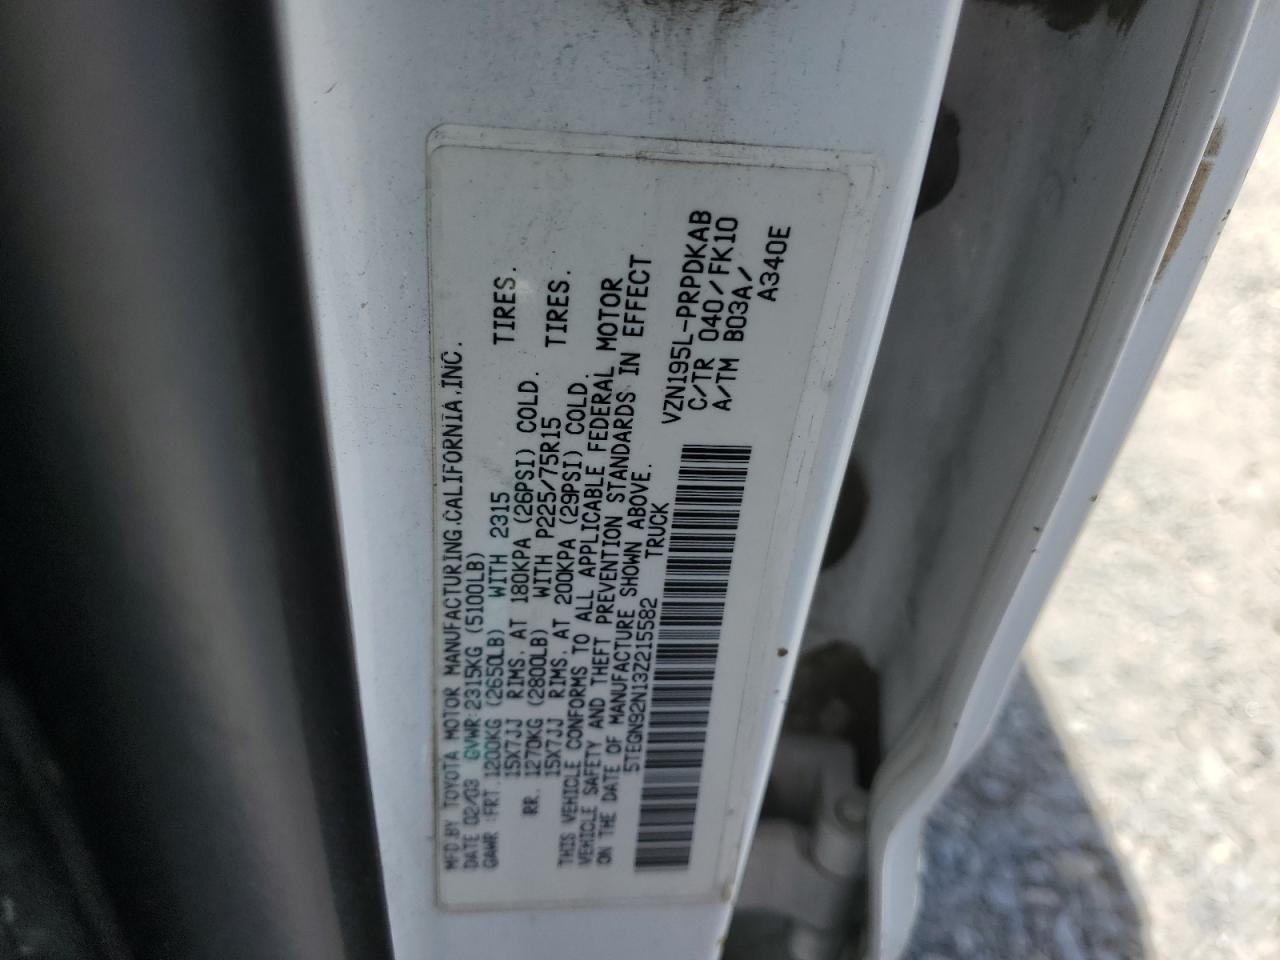 MFD.BY TOYOTA MOTOR MANUFACTURING.CALIFORNIA,INC.
DATE 02/03 GVWR:2315KG (5100LB)
GAWR :FRT. 1200KG (2650LB) WITH 2315 TIRES.
15X7JJ RIMS. AT 180KPA (26PSI) COLD.
RR. 1270KG (2800LB) WITH P225/75R15 TIRES.
15X7JJ RIMS. AT 200KPA (29PSI) COLD.
THIS VEHICLE CONFORMS TO ALL APPLICABLE FEDERAL MOTOR
VEHICLE SAFETY AND THEFT PREVENTION STANDARDS IN EFFECT
ON THE DATE OF MANUFACTURE SHOWN ABOVE.
5TEGN92N13Z215582 TRUCK
VZN195L-PRPDKAB
C/TR 040/FK10
A/TM B03A/
A340E